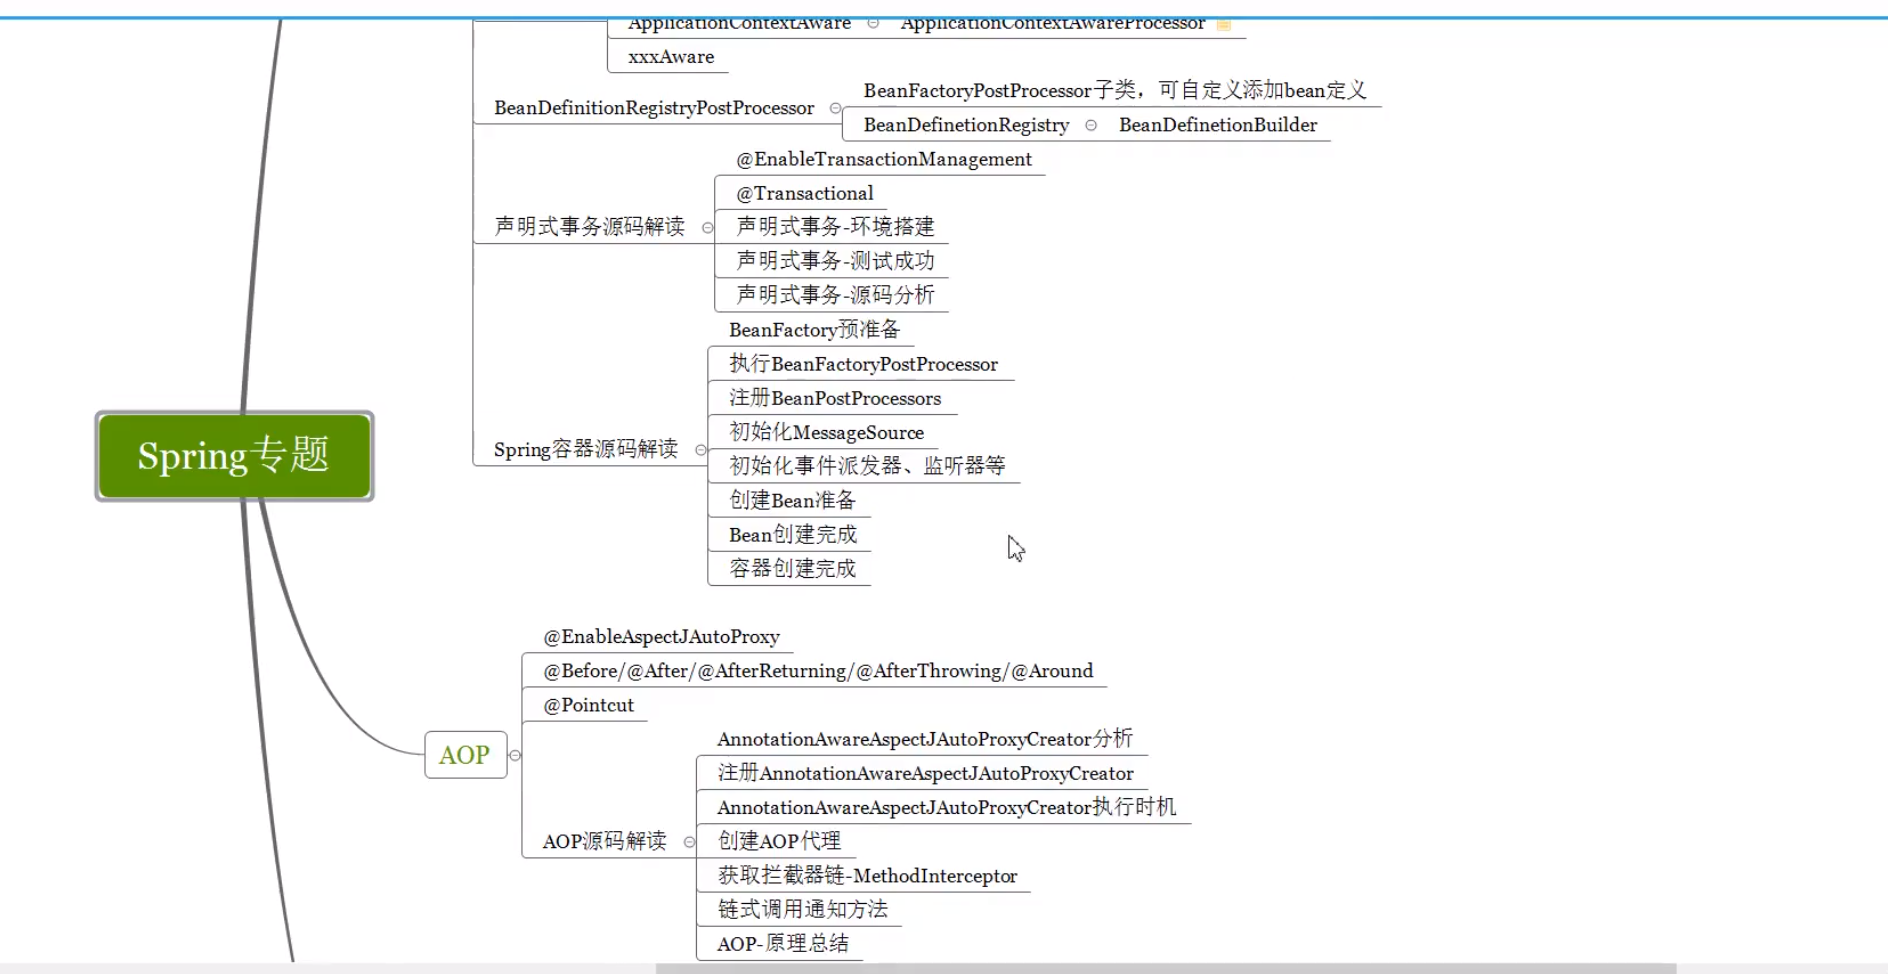 ApplicationContextAware
ApplicationContextAwareProcessor
xxxAware
BeanDefinitionRegistryPostProcessor
BeanFactoryPostProcessor子类，可自定义添加bean定义
BeanDefinetionRegistry
BeanDefinetionBuilder
声明式事务源码解读
@EnableTransactionManagement
@Transactional
声明式事务-环境搭建
声明式事务-测试成功
声明式事务-源码分析
Spring容器源码解读
BeanFactory预准备
执行BeanFactoryPostProcessor
注册BeanPostProcessors
初始化MessageSource
初始化事件派发器、监听器等
创建Bean准备
Bean创建完成
容器创建完成
Spring专题
AOP
@EnableAspectJAutoProxy
@Before/@After/@AfterReturning/@AfterThrowing/@Around
@Pointcut
AOP源码解读
AnnotationAwareAspectJAutoProxyCreator分析
注册AnnotationAwareAspectJAutoProxyCreator
AnnotationAwareAspectJAutoProxyCreator执行时机
创建AOP代理
获取拦截器链-MethodInterceptor
链式调用通知方法
AOP-原理总结